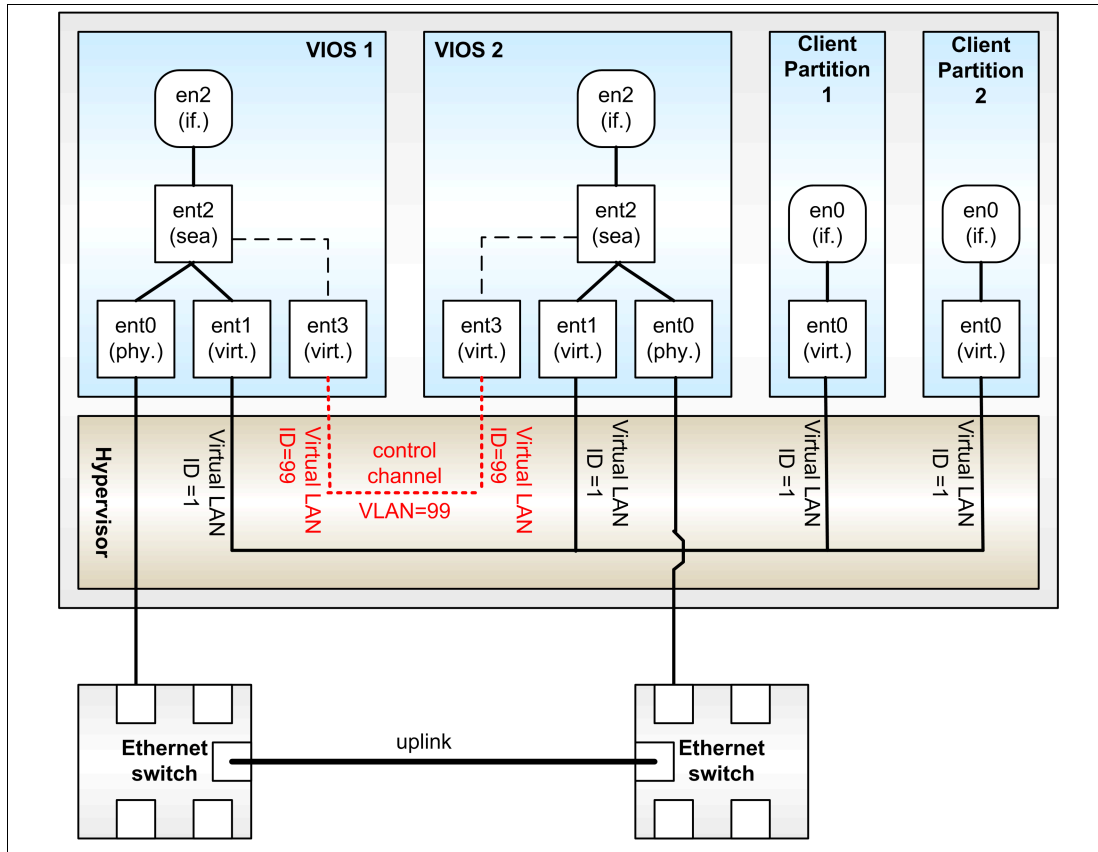 VIOS 1
en2
(if.)
ent2
(sea)
ent0
(phy.)
ent1
(virt.)
ent3
(virt.)
VIOS 2
en2
(if.)
ent2
(sea)
ent3
(virt.)
ent1
(virt.)
ent0
(phy.)
Client
Partition
1
en0
(if.)
ent0
(virt.)
Client
Partition
2
en0
(if.)
ent0
(virt.)
Hypervisor
Virtual LAN
ID =1
Virtual LAN
ID=99
control
channel
VLAN=99
Virtual LAN
ID=99
Virtual LAN
ID =1
Virtual LAN
ID =1
Virtual LAN
ID =1
Ethernet
switch
uplink
Ethernet
switch